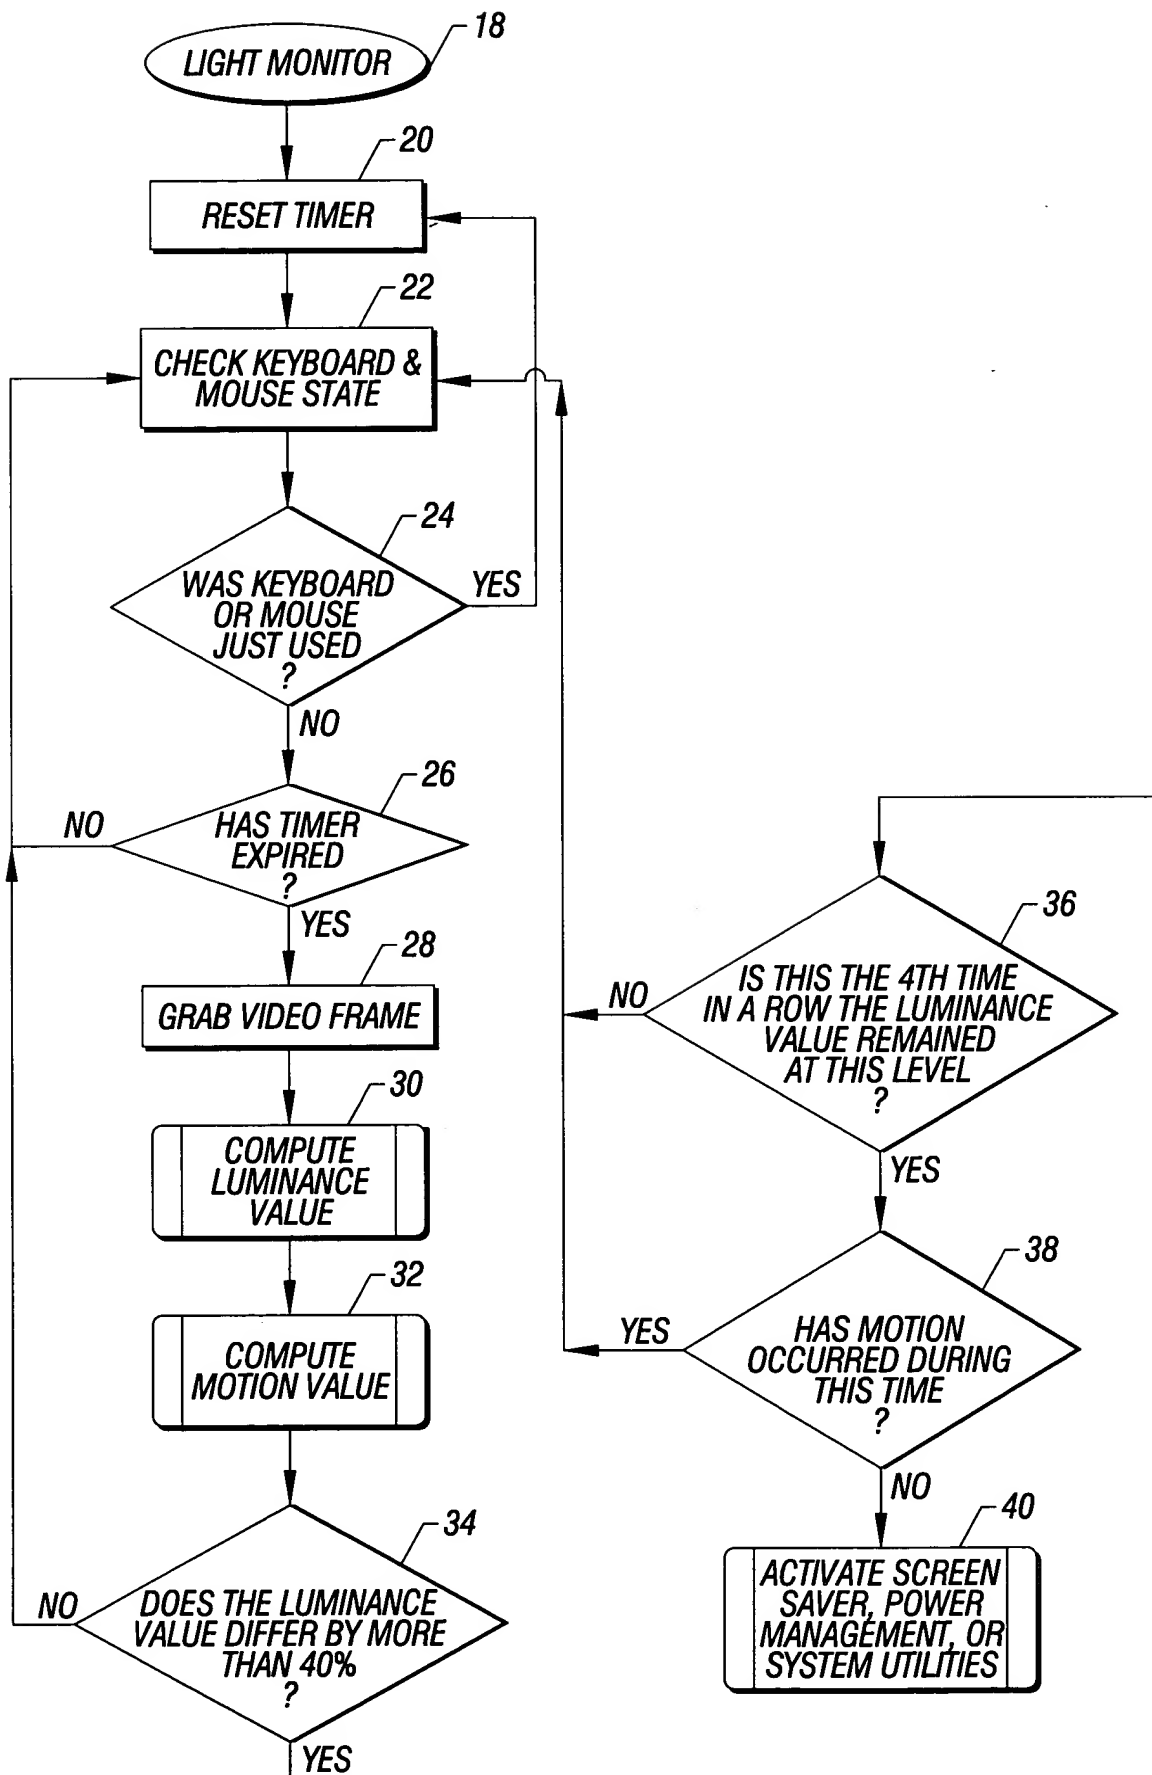 18
LIGHT MONITOR
20
RESET TIMER
22
CHECK KEYBOARD &
MOUSE STATE
24
WAS KEYBOARD
OR MOUSE
JUST USED
?
YES
NO
26
HAS TIMER
EXPIRED
?
NO
YES
28
GRAB VIDEO FRAME
30
COMPUTE
LUMINANCE
VALUE
32
COMPUTE
MOTION VALUE
34
DOES THE LUMINANCE
VALUE DIFFER BY MORE
THAN 40%
?
NO
YES
36
IS THIS THE 4TH TIME
IN A ROW THE LUMINANCE
VALUE REMAINED
AT THIS LEVEL
?
NO
YES
38
HAS MOTION
OCCURRED DURING
THIS TIME
?
YES
NO
40
ACTIVATE SCREEN
SAVER, POWER
MANAGEMENT, OR
SYSTEM UTILITIES